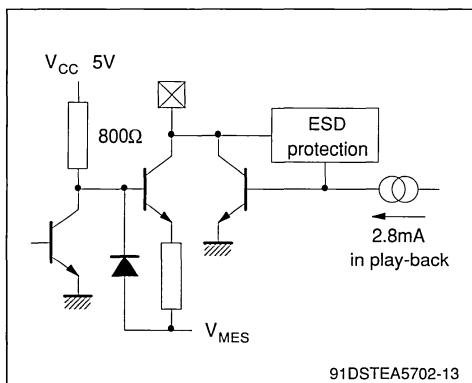 V_CC 5V
800Ω
ESD
protection
2.8mA
in play-back
V_MES
91DSTEA5702-13